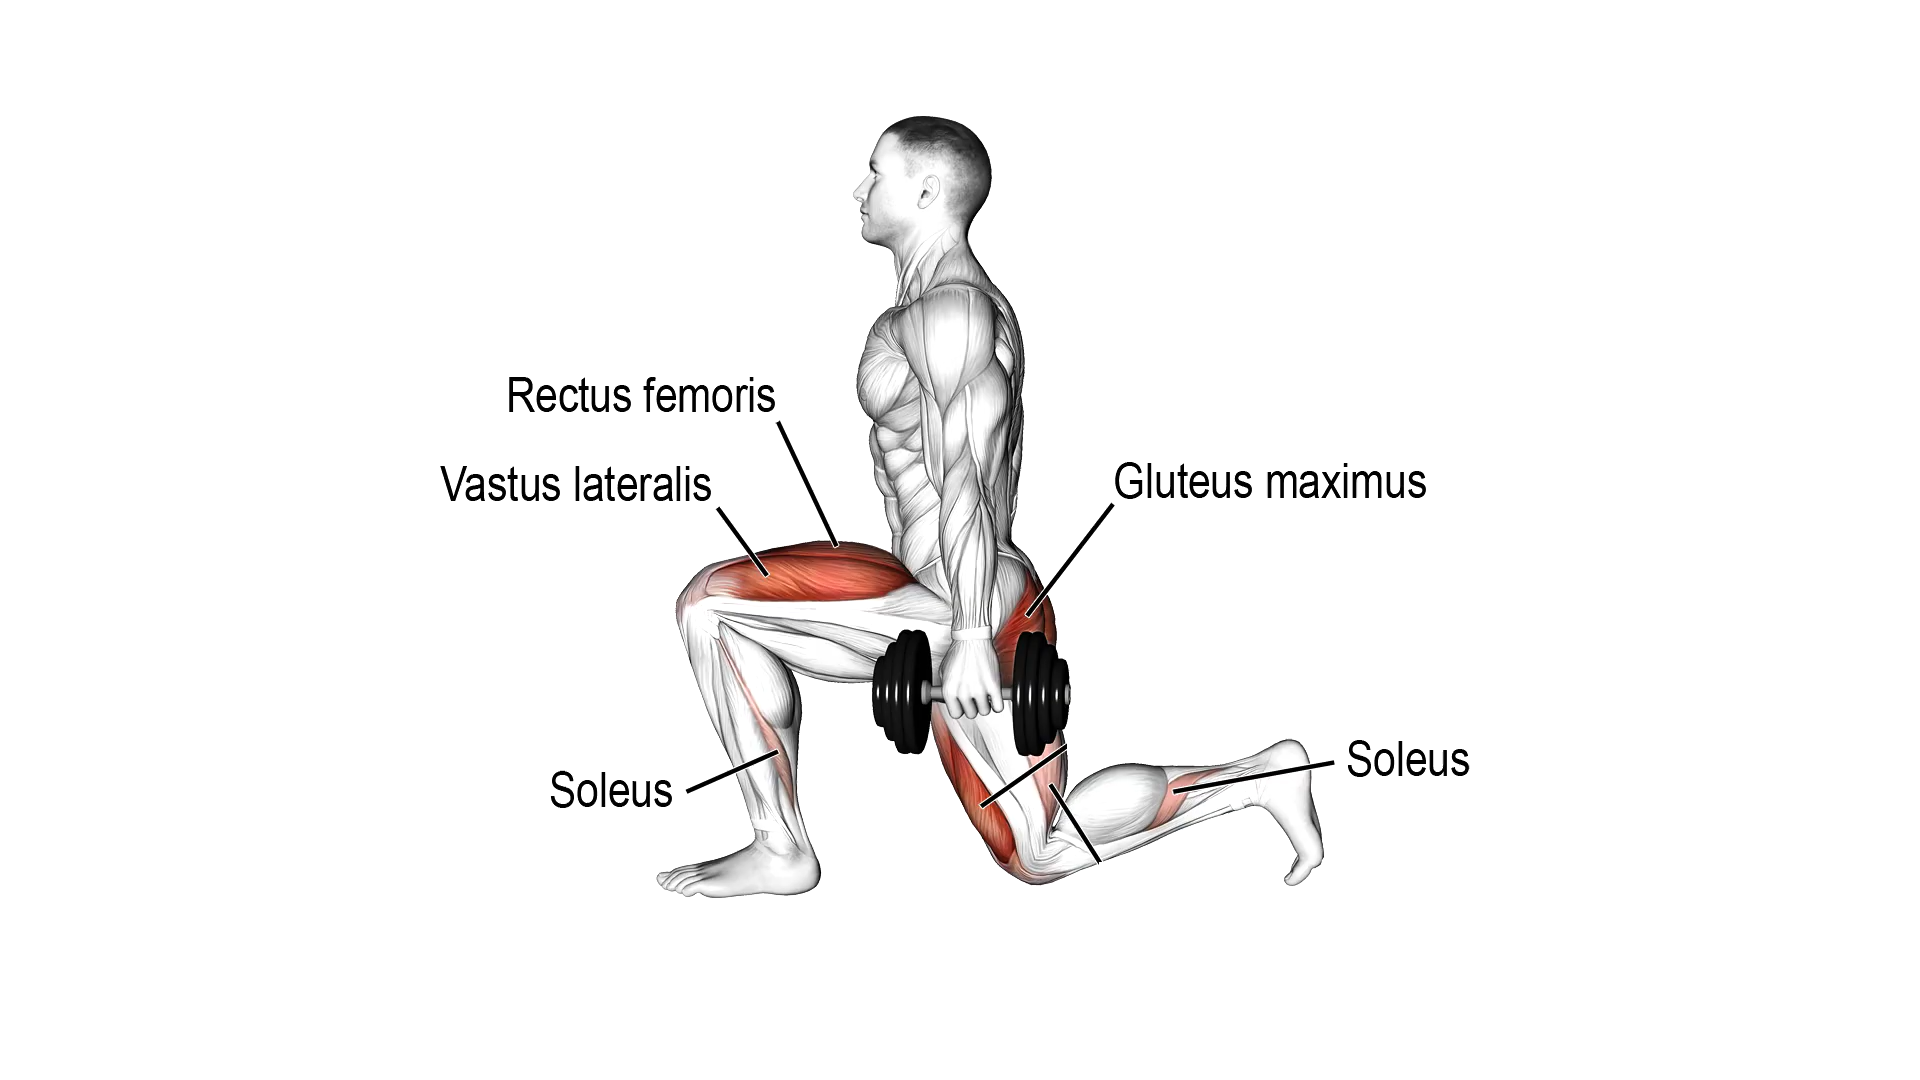 Rectus femoris
Vastus lateralis
Gluteus maximus
Soleus
Soleus